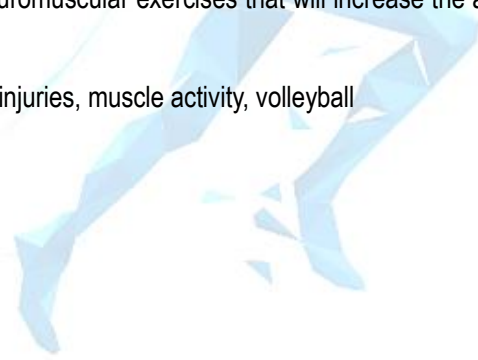 uromuscular exercises that will increase the a
injuries, muscle activity, volleyball